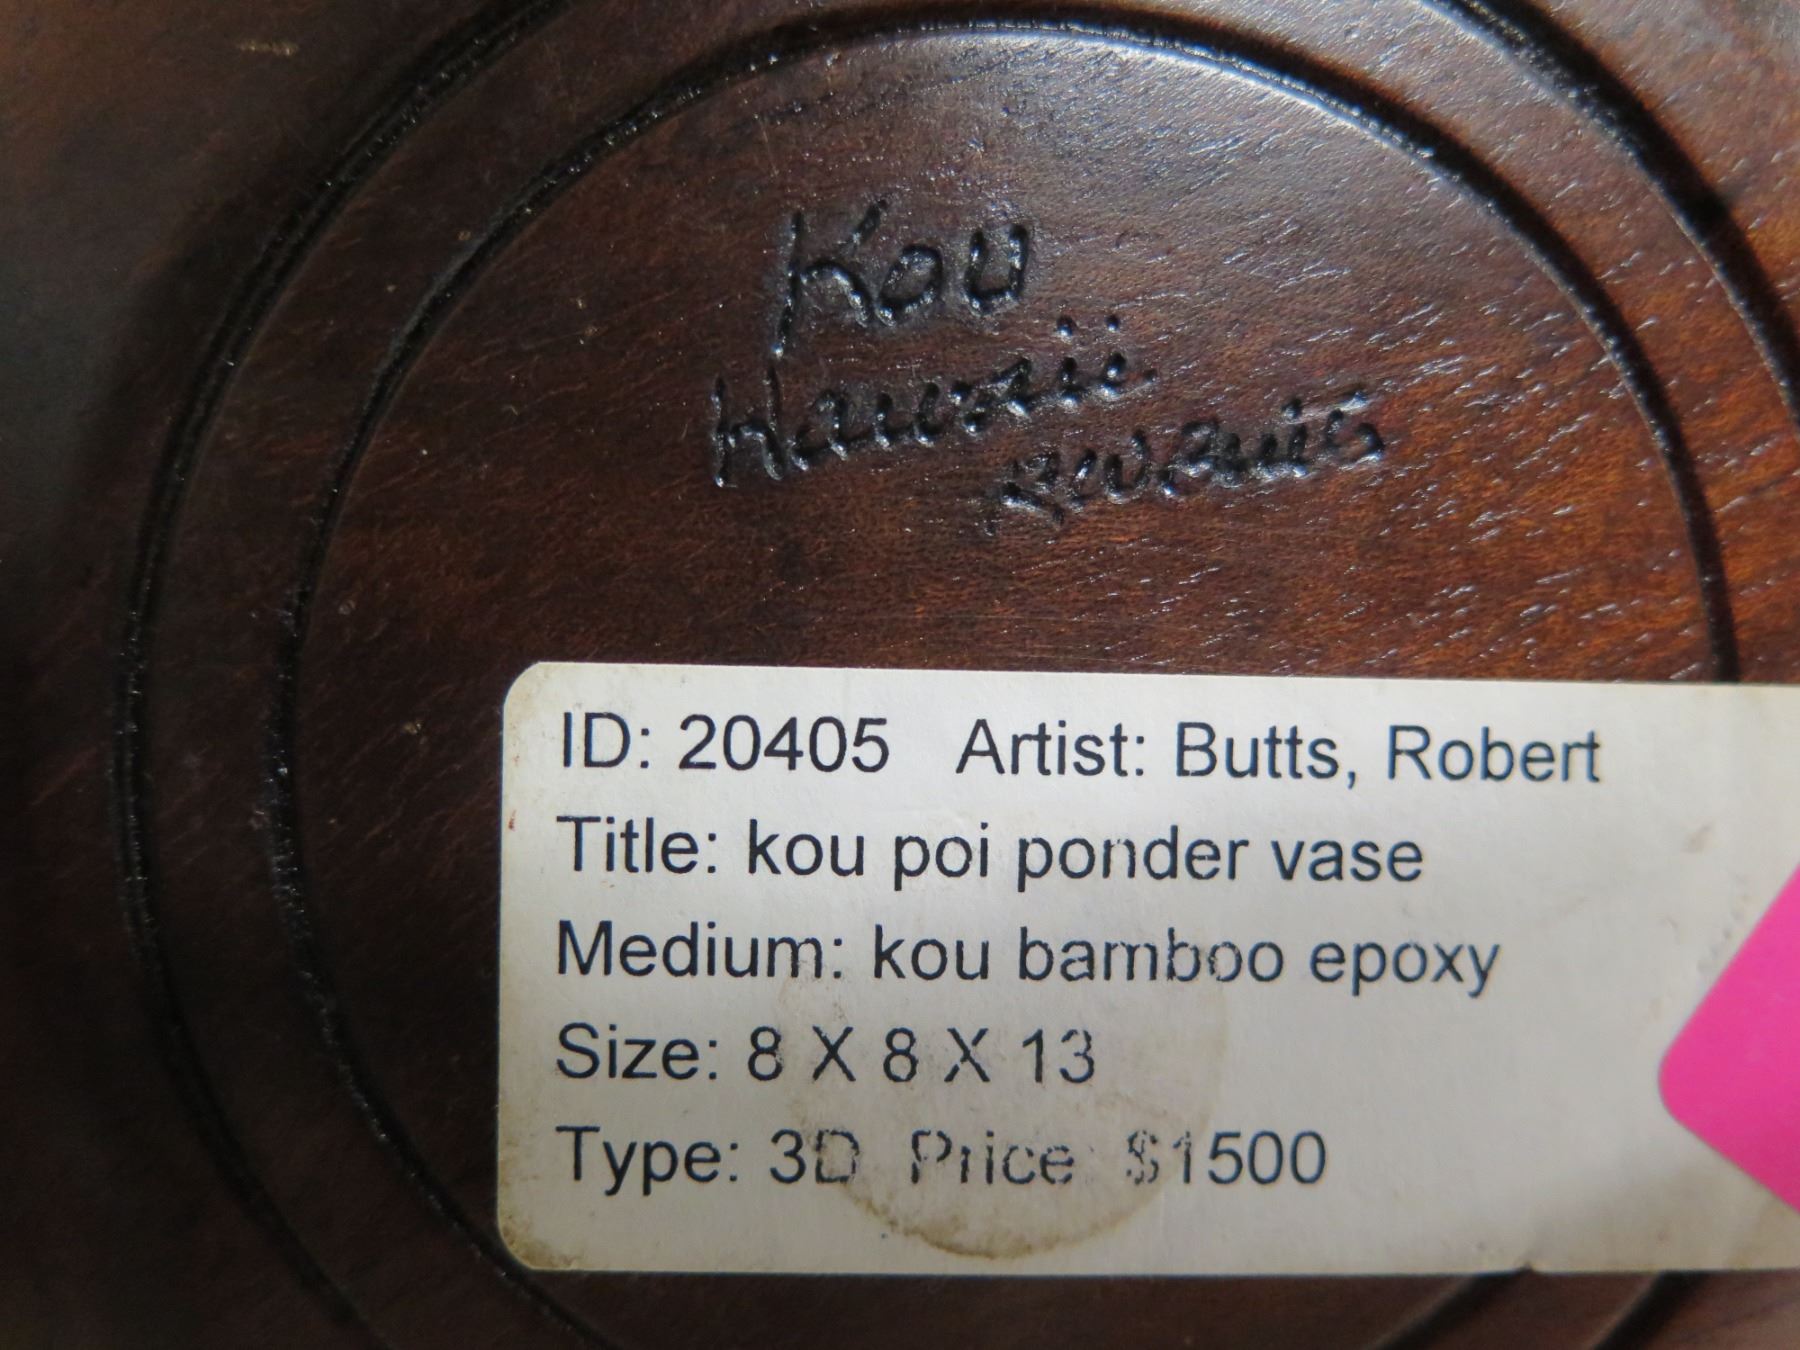 Kou
Hawaii
ID: 20405 Artist: Butts, Robert
Title: kou poi ponder vase
Medium: kou bamboo epoxy
Size: 8 X 8 X 13
Type: 3D Price: $1500